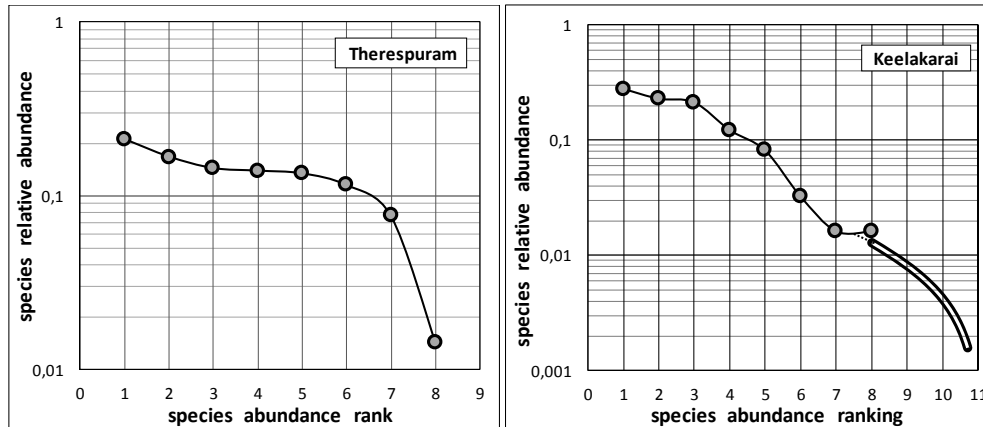 1
Therespuram
0,1
0,01
0 1 2 3 4 5 6 7 8 9
species relative abundance
species abundance rank
1
Keelakarai
0,1
0,01
0,001
0 1 2 3 4 5 6 7 8 9 10 11
species relative abundance
species abundance ranking